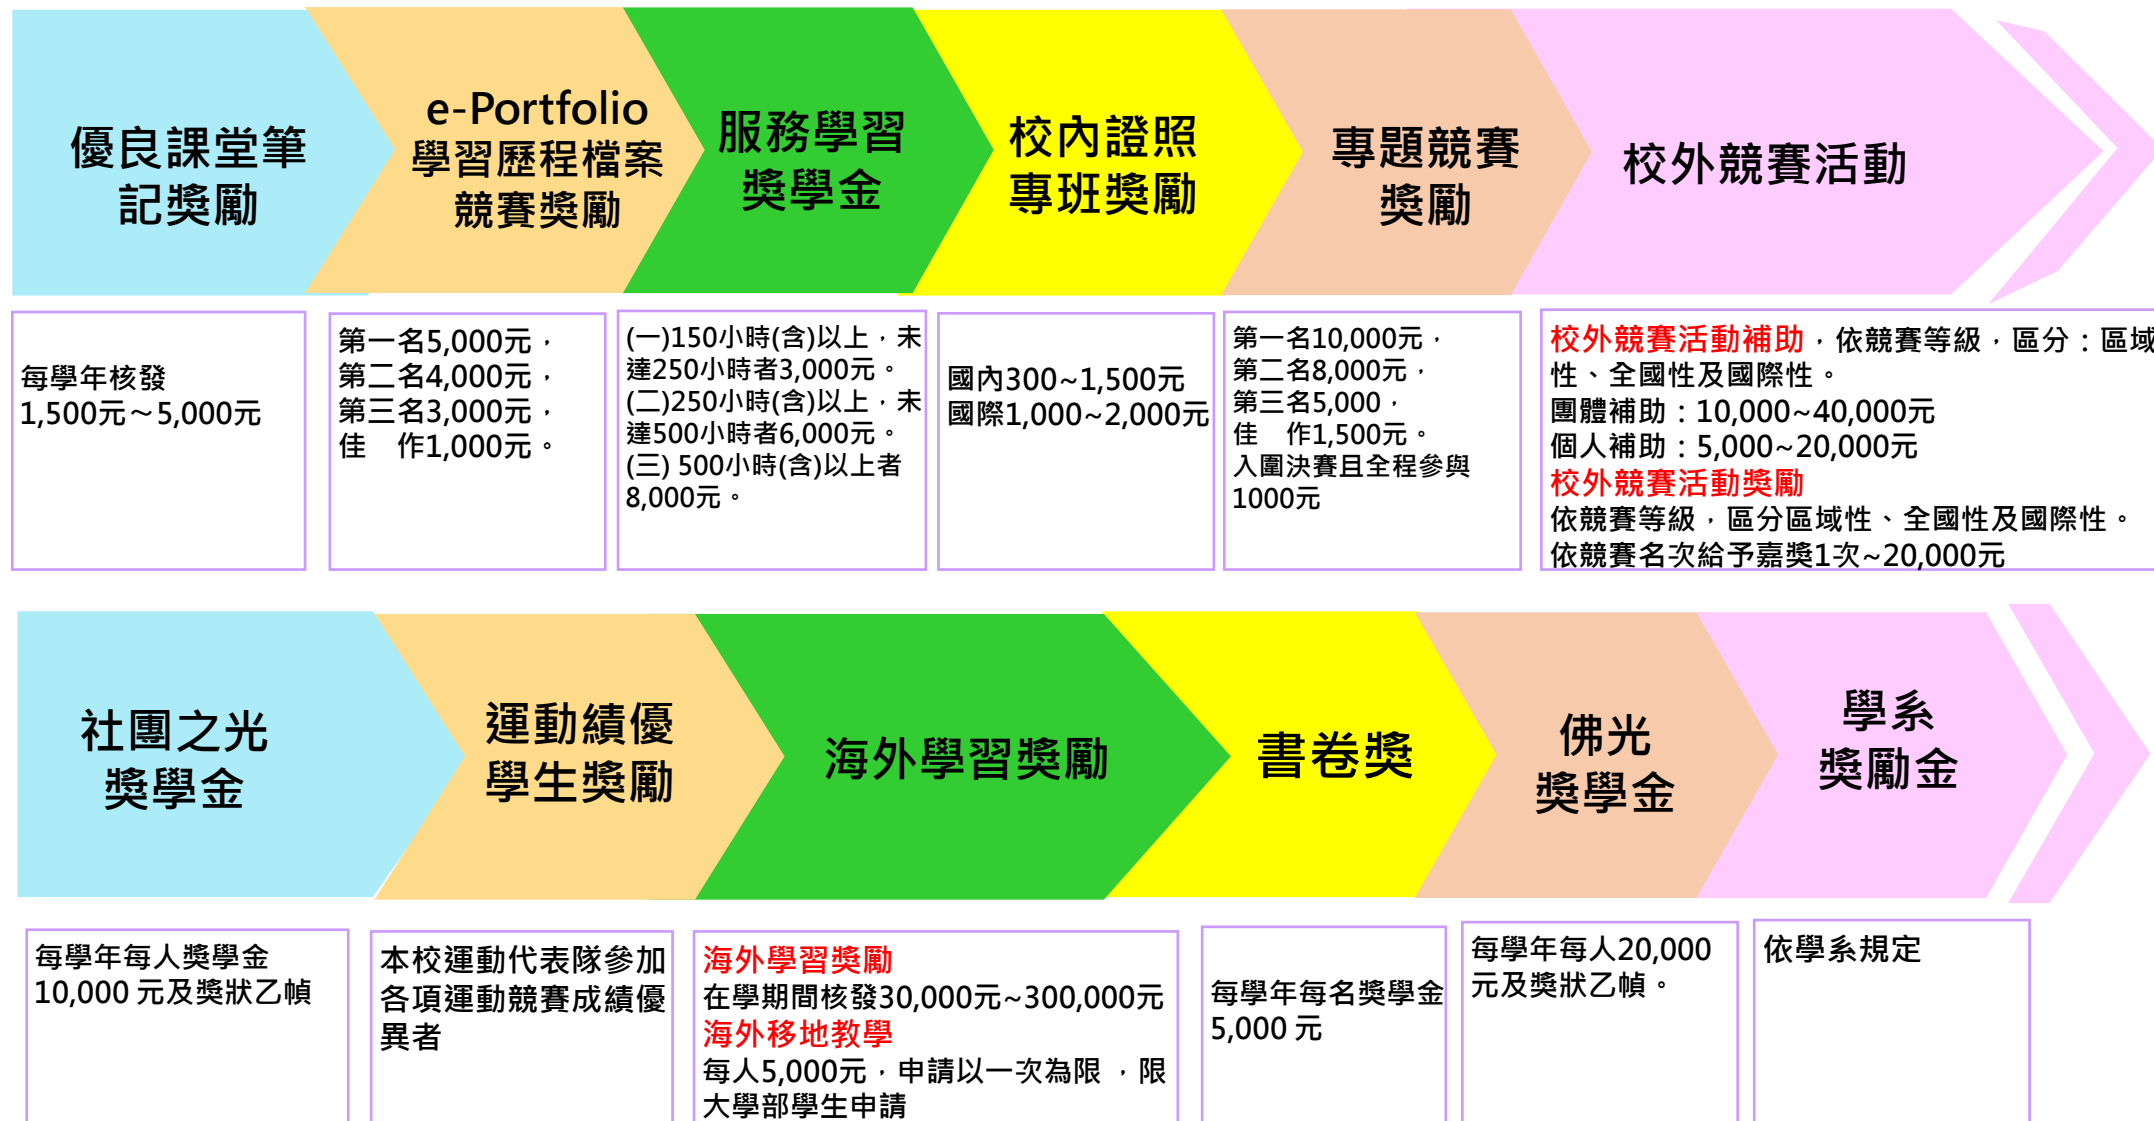 優良課堂筆
記獎勵
e-Portfolio
學習歷程檔案
競賽獎勵
服務學習
獎學金
校內證照
專班獎勵
專題競賽
獎勵
校外競賽活動
每學年核發
1,500元～5,000元
第一名5,000元，
第二名4,000元，
第三名3,000元，
佳　作1,000元。
(一)150小時(含)以上，未
達250小時者3,000元。
(二)250小時(含)以上，未
達500小時者6,000元。
(三) 500小時(含)以上者
8,000元。
國內300~1,500元
國際1,000~2,000元
第一名10,000元，
第二名8,000元，
第三名5,000，
佳　作1,500元。
入圍決賽且全程參與
1000元
校外競賽活動補助，依競賽等級，區分：區域
性、全國性及國際性。
團體補助：10,000~40,000元
個人補助：5,000~20,000元
校外競賽活動獎勵
依競賽等級，區分區域性、全國性及國際性。
依競賽名次給予嘉獎1次~20,000元
社團之光
獎學金
運動績優
學生獎勵
海外學習獎勵
書卷獎
佛光
獎學金
學系
獎勵金
每學年每人獎學金
10,000 元及獎狀乙幀
本校運動代表隊參加
各項運動競賽成績優
異者
海外學習獎勵
在學期間核發30,000元~300,000元
海外移地教學
每人5,000元，申請以一次為限 ，限
大學部學生申請
每學年每名獎學金
5,000 元
每學年每人20,000
元及獎狀乙幀。
依學系規定